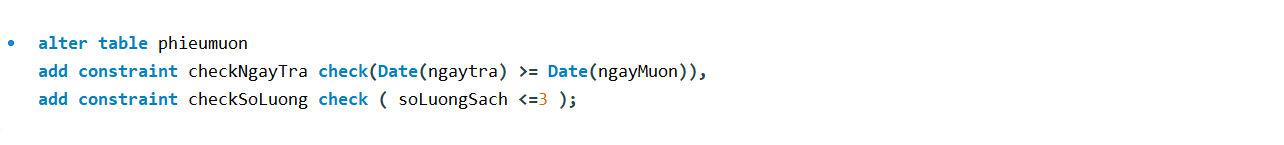 alter table phieumuon
add constraint checkNgayTra check(Date(ngaytra) >= Date(ngayMuon)),
add constraint checkSoLuong check ( soLuongSach <=3 );